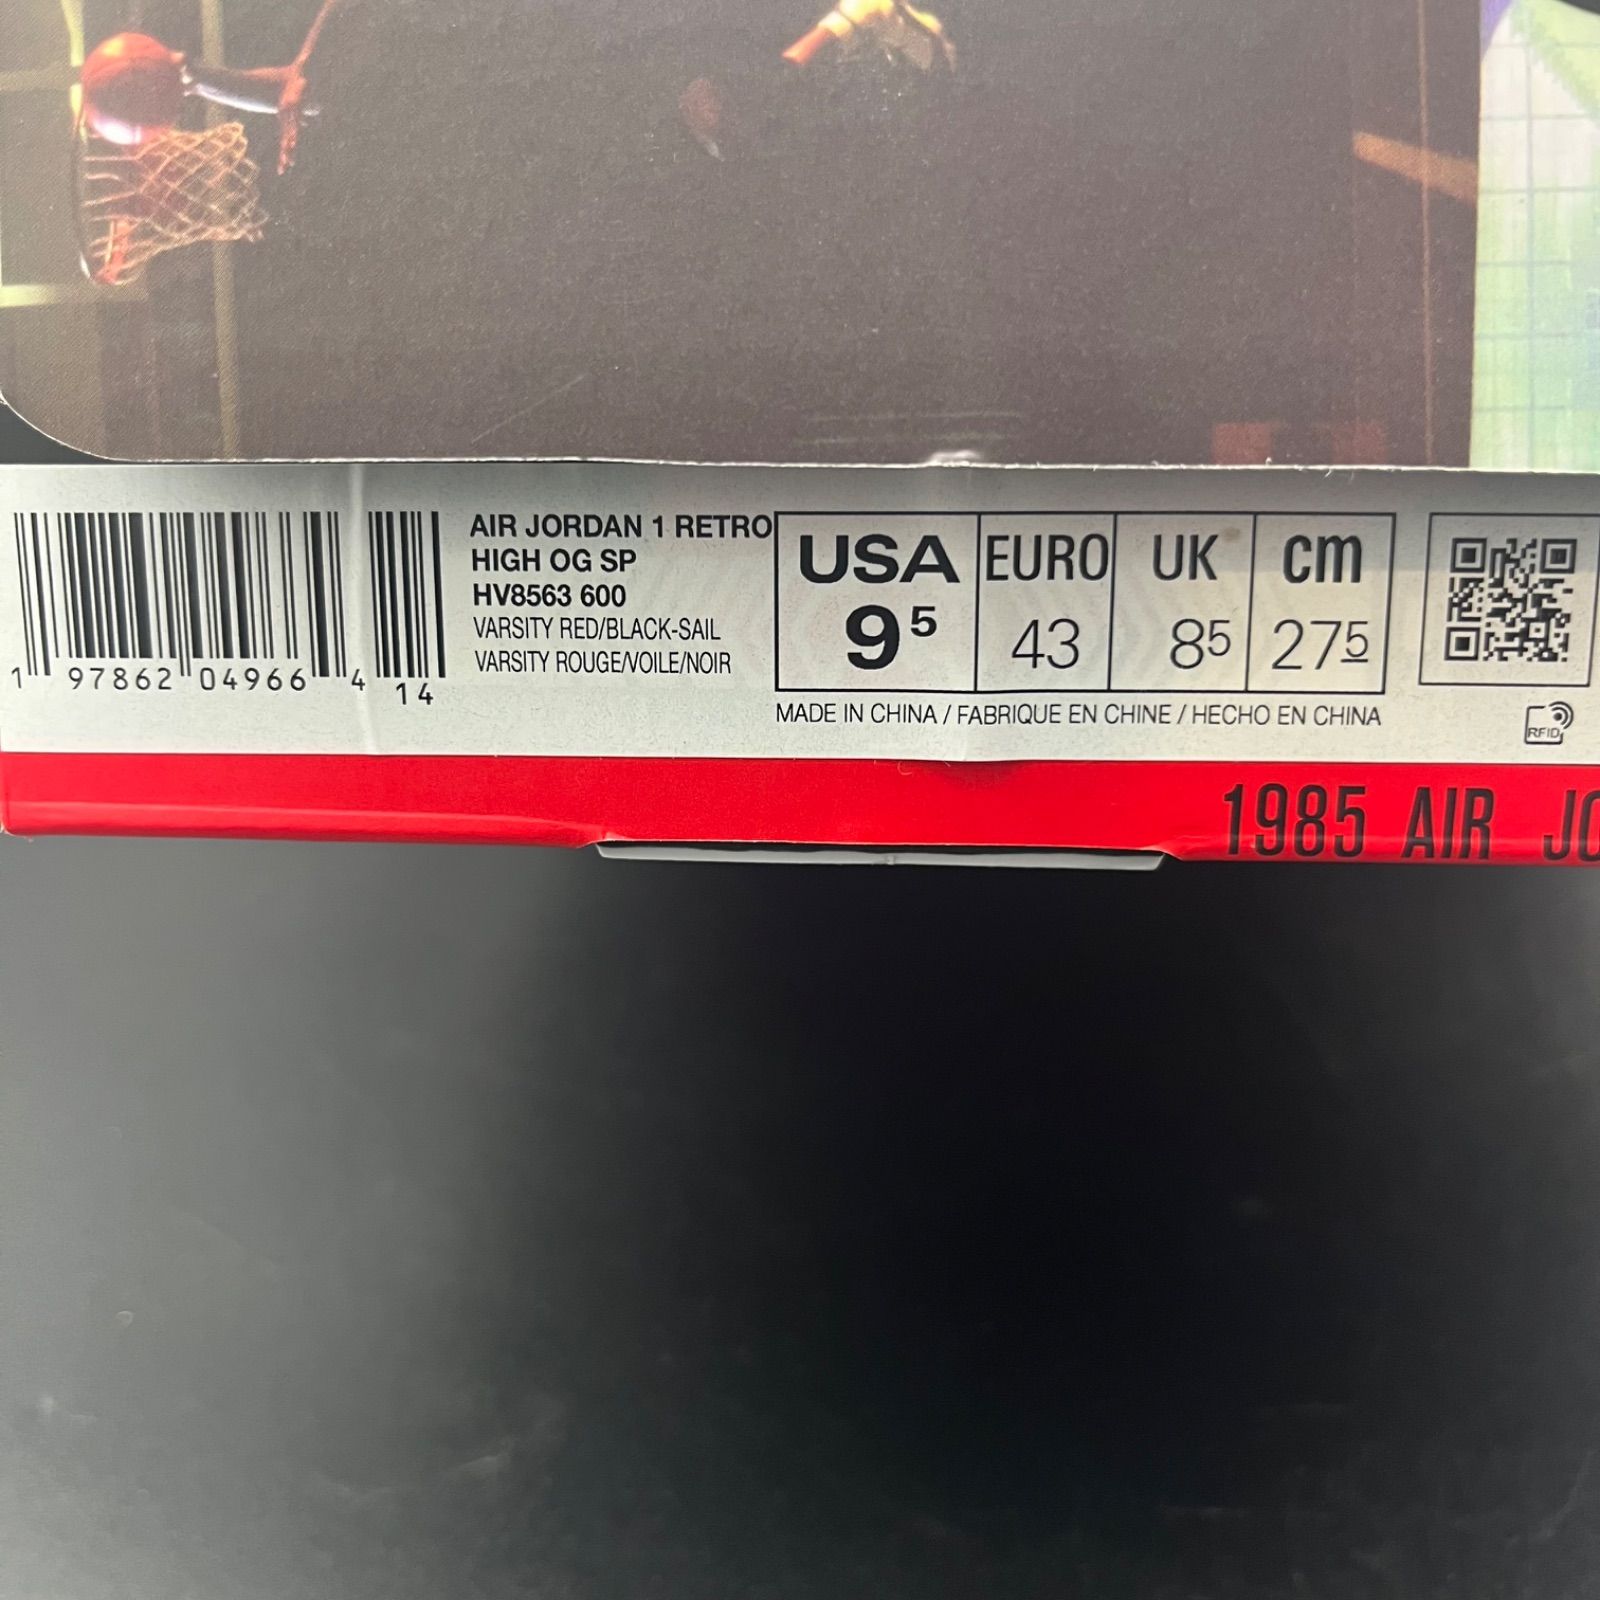 AIR JORDAN 1 RETRO
HIGH OG SP
HV8563 600
VARSITY RED/BLACK-SAIL
VARSITY ROUGE/VOILE/NOIR
1 97862 04966 4 14
USA EURO UK cm
9⁵ 43 8⁵ 27⁵
MADE IN CHINA / FABRIQUE EN CHINE / HECHO EN CHINA
RFID
1985 AIR JO